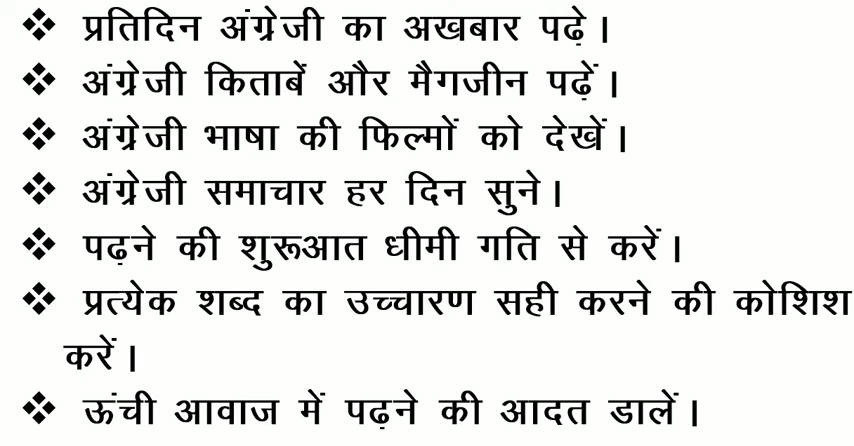 ❖ प्रतिदिन अंग्रेजी का अखबार पढ़े।
❖ अंग्रेजी किताबें और मैगजीन पढ़ें।
❖ अंग्रेजी भाषा की फिल्मों को देखें।
❖ अंग्रेजी समाचार हर दिन सुने।
❖ पढ़ने की शुरूआत धीमी गति से करें।
❖ प्रत्येक शब्द का उच्चारण सही करने की कोशिश
करें।
❖ ऊंची आवाज में पढ़ने की आदत डालें।